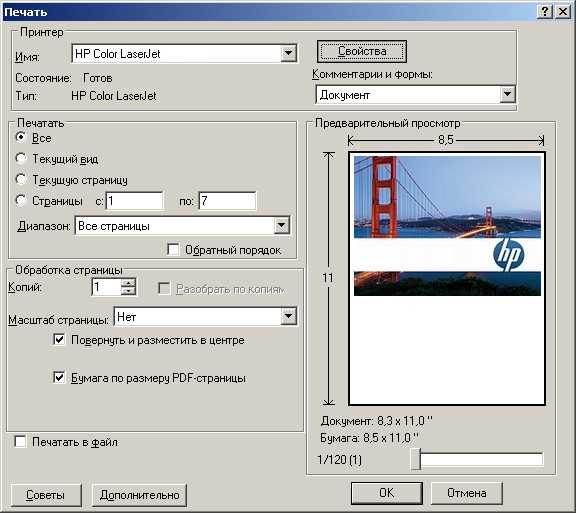 Печать
Принтер
Имя: HP Color LaserJet
Свойства
Состояние: Готов
Комментарии и формы:
Тип: HP Color LaserJet
Документ
Печатать
Все
Текущий вид
Текущую страницу
Страницы с: 1 по: 7
Диапазон: Все страницы
Обратный порядок
Обработка страницы
Копий: 1 Разобрать по копиям
Масштаб страницы: Нет
Повернуть и разместить в центре
Бумага по размеру PDF-страницы
Печатать в файл
Предварительный просмотр
8,5
11
hp
Документ: 8,3 x 11,0 "
Бумага: 8,5 x 11,0 "
1/120 (1)
Советы
Дополнительно
OK
Отмена